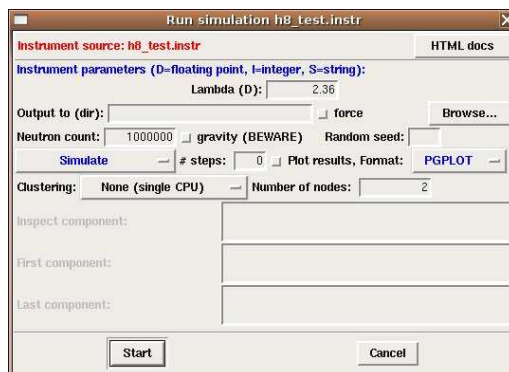 Run simulation h8_test.instr
Instrument source: h8_test.instr HTML docs
Instrument parameters (D=floating point, I=integer, S=string):
Lambda (D): 2.36
Output to (dir): force Browse...
Neutron count: 1000000 gravity (BEWARE) Random seed:
Simulate # steps: 0 Plot results, Format: PGPLOT
Clustering: None (single CPU) Number of nodes: 2
Inspect component:
First component:
Last component:
Start Cancel